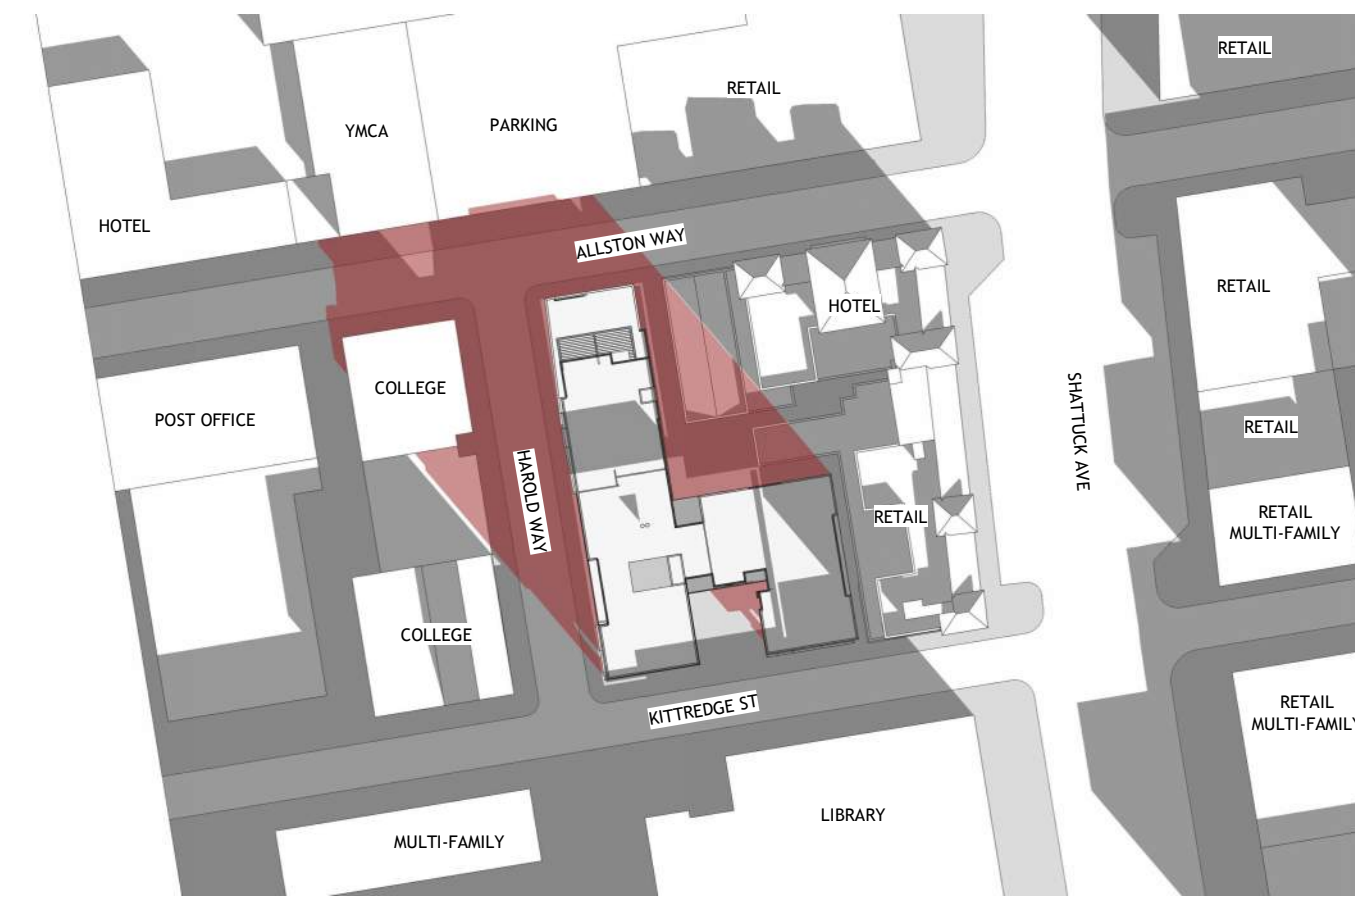 RETAIL
RETAIL
PARKING
YMCA
HOTEL
ALLSTON WAY
HOTEL
RETAIL
COLLEGE
POST OFFICE
SHATTUCK AVE
RETAIL
HAROLD WAY
RETAIL
RETAIL
MULTI-FAMILY
COLLEGE
KITTREDGE ST
RETAIL
MULTI-FAMILY
LIBRARY
MULTI-FAMILY